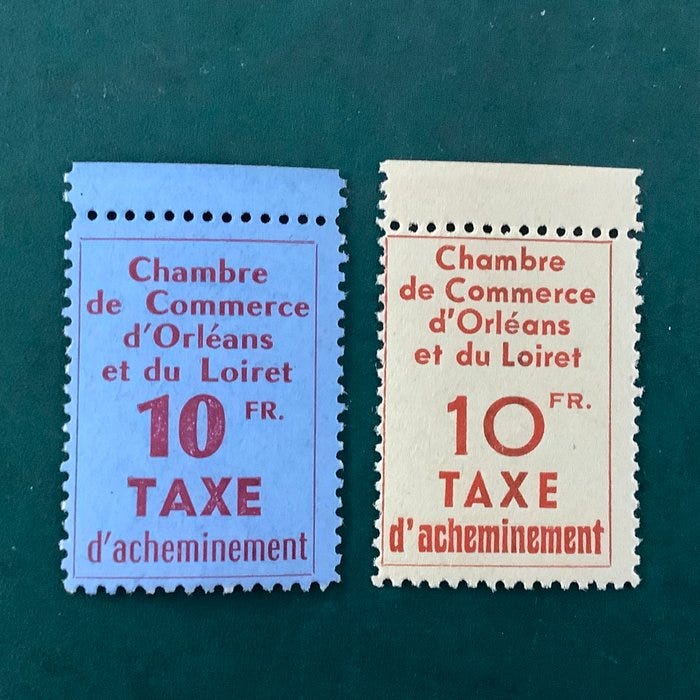 Chambre
de Commerce
d'Orléans
et du Loiret
10 FR.
TAXE
d'acheminement
Chambre
de Commerce
d'Orléans
et du Loiret
10 FR.
TAXE
d'acheminement